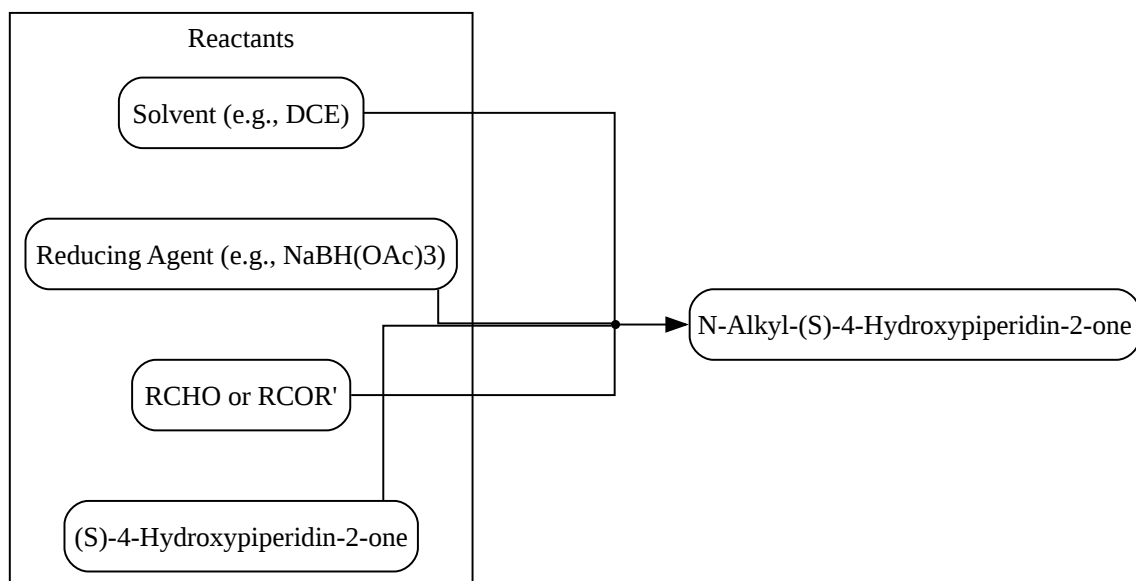 Reactants
Solvent (e.g., DCE)
Reducing Agent (e.g., NaBH(OAc)3)
N-Alkyl-(S)-4-Hydroxypiperidin-2-one
RCHO or RCOR'
(S)-4-Hydroxypiperidin-2-one